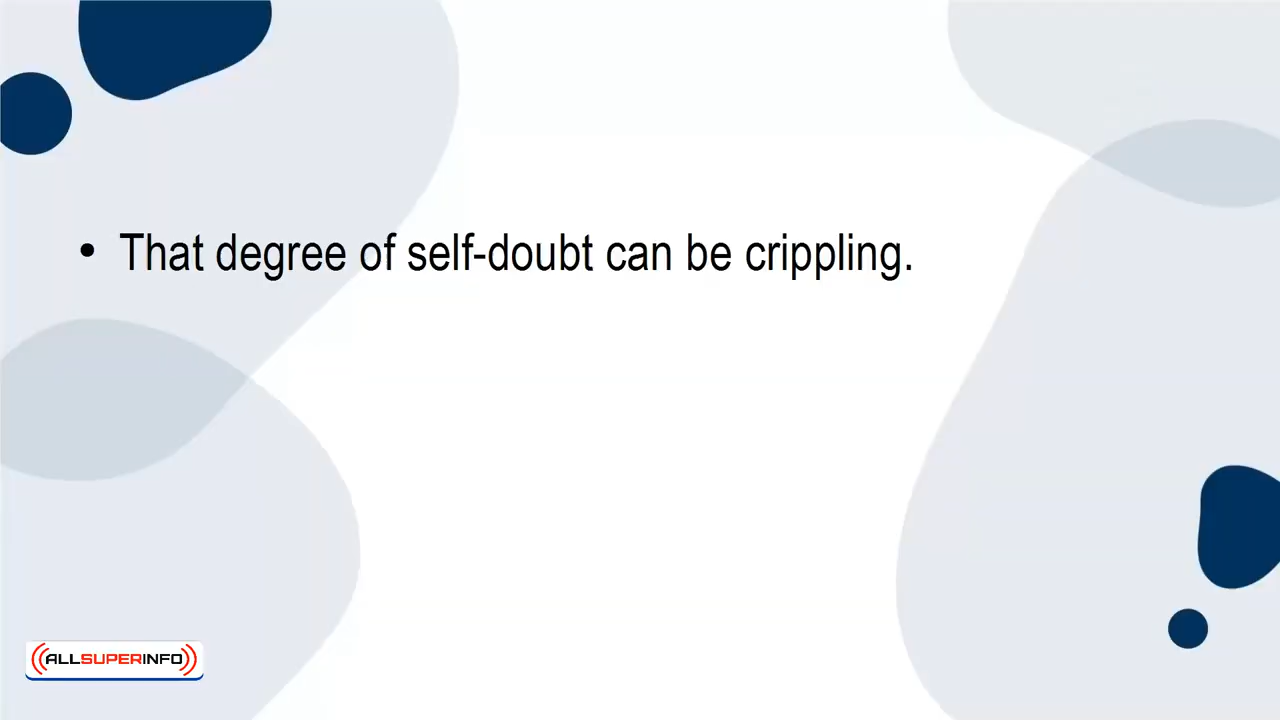 • That degree of self-doubt can be crippling.
((ALLSUPERINFO))